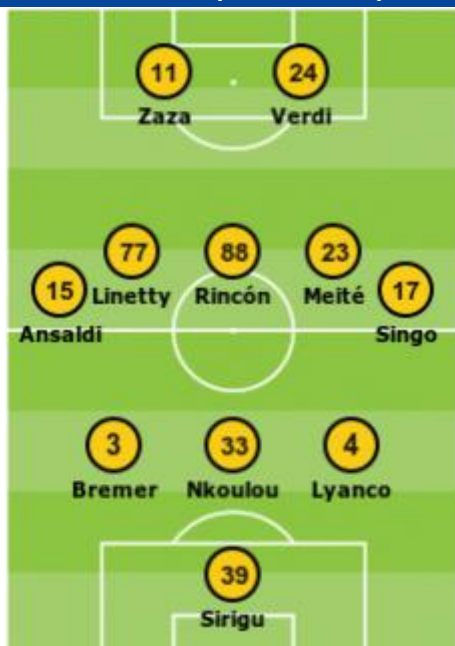 11 24
Zaza Verdi
77 88 23
15 17
Linetty Rincón Meité
Ansaldi Singo
3 33 4
Bremer Nkoulou Lyanco
39
Sirigu